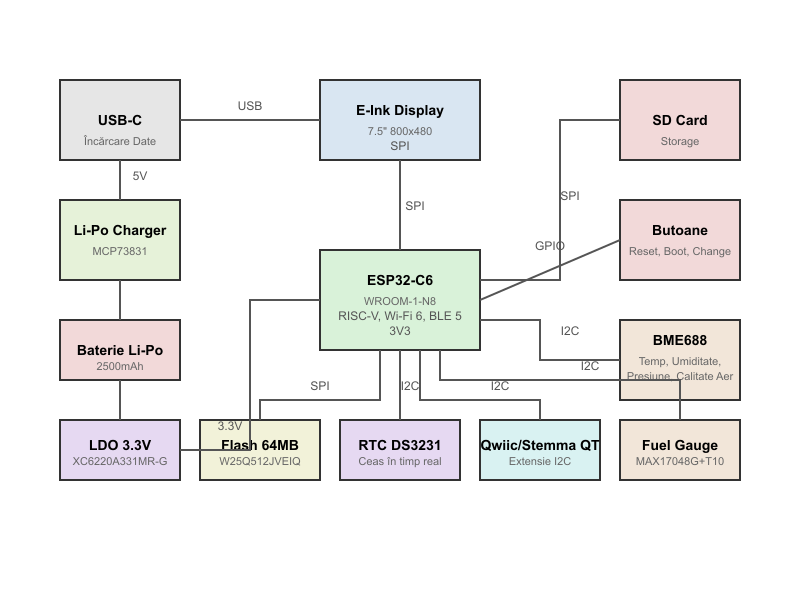 USB-C
Încărcare Date
USB
E-Ink Display
7.5" 800x480
SPI
SD Card
Storage
5V
Li-Po Charger
MCP73831
SPI
SPI
GPIO
Butoane
Reset, Boot, Change
ESP32-C6
WROOM-1-N8
RISC-V, Wi-Fi 6, BLE 5
3V3
Baterie Li-Po
2500mAh
I2C
BME688
Temp, Umiditate,
Presiune, Calitate Aer
I2C
SPI
I2C
I2C
3.3V
LDO 3.3V
XC6220A331MR-G
Flash 64MB
W25Q512JVEIQ
RTC DS3231
Ceas în timp real
Qwiic/Stemma QT
Extensie I2C
Fuel Gauge
MAX17048G+T10